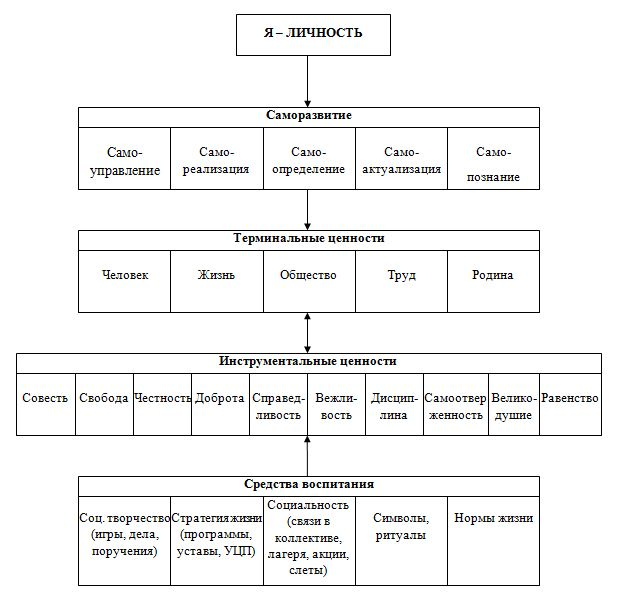 Я – ЛИЧНОСТЬ
Саморазвитие
Само-
управление
Само-
реализация
Само-
определение
Само-
актуализация
Само-
познание
Терминальные ценности
Человек
Жизнь
Общество
Труд
Родина
Инструментальные ценности
Совесть
Свобода
Честность
Доброта
Справед-
ливость
Вежли-
вость
Дисцип-
лина
Самоотвер
женность
Велико-
душие
Равенство
Средства воспитания
Соц. творчество
(игры, дела,
поручения)
Стратегия жизни
(программы,
уставы, УЦП)
Социальность
(связи в
коллективе,
лагеря, акции,
слеты)
Символы,
ритуалы
Нормы жизни